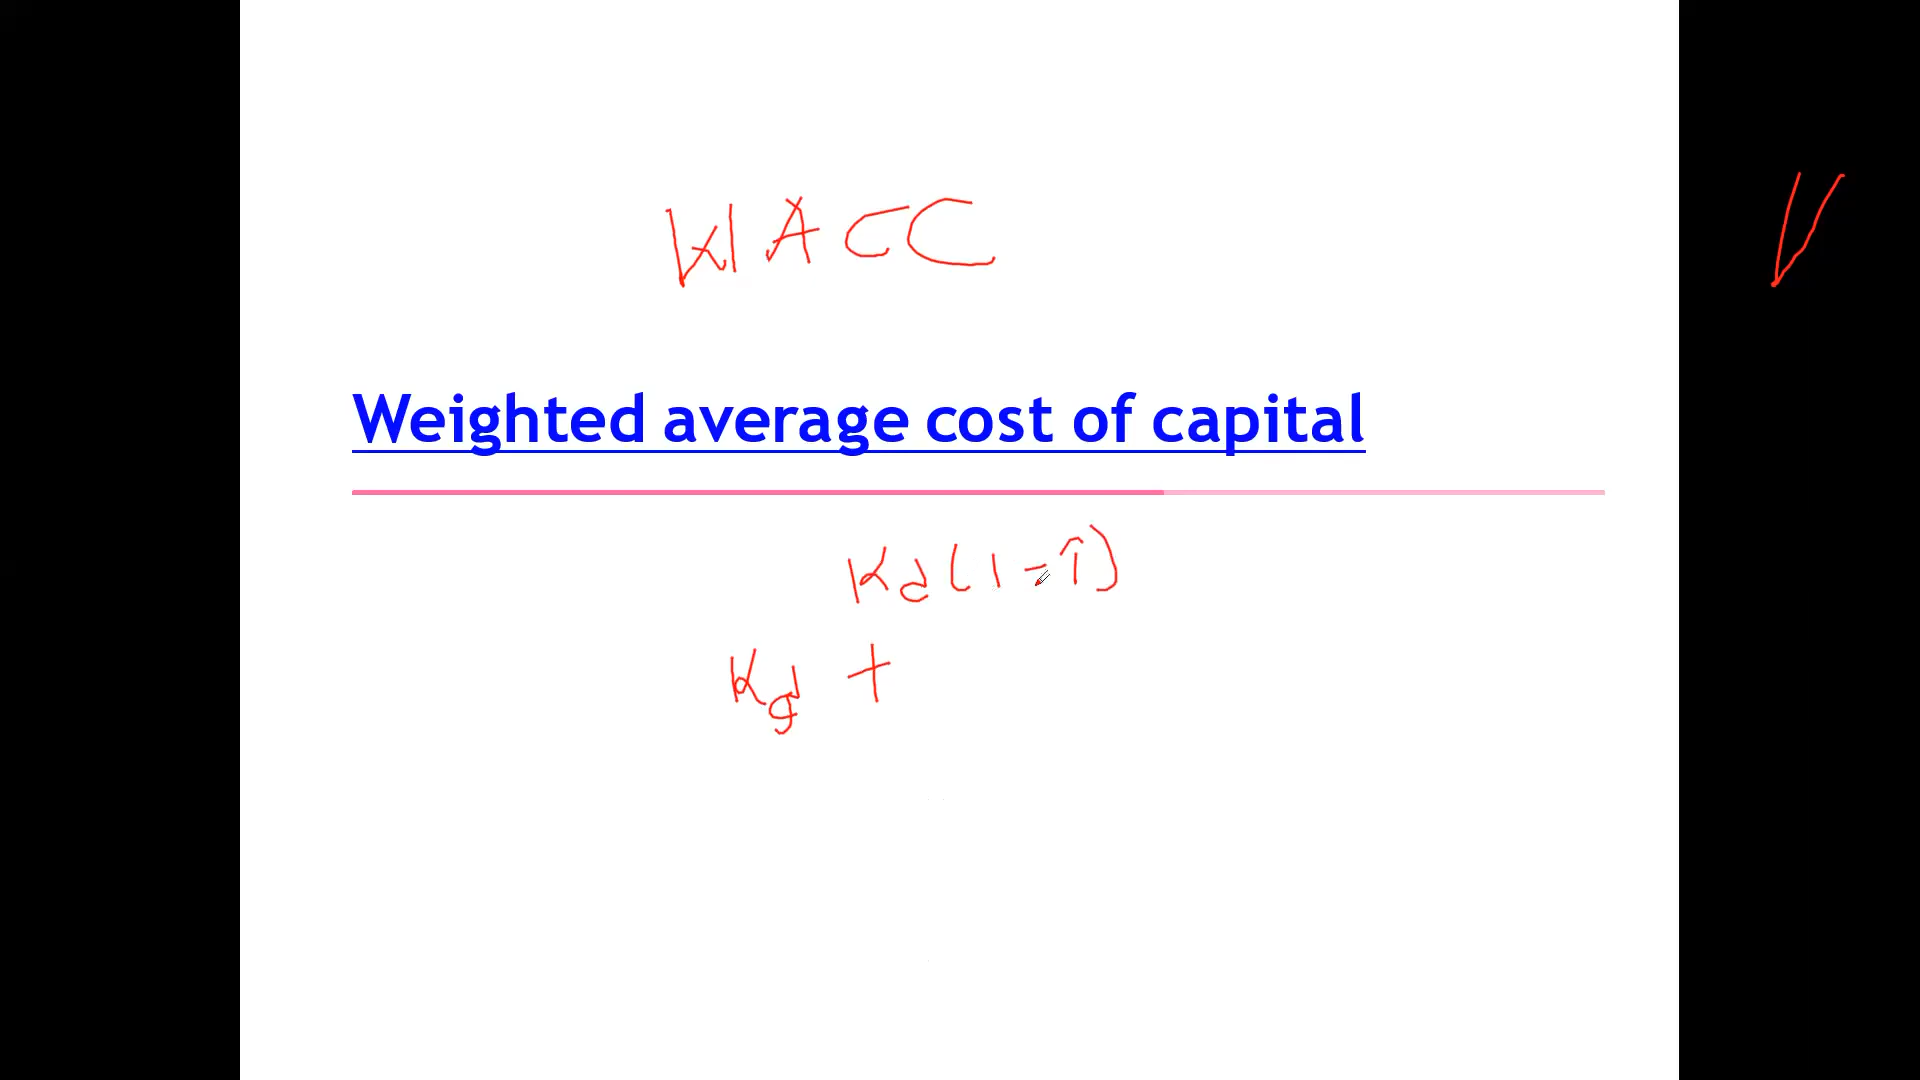 WACC
Weighted average cost of capital
Kd(1-T)
Kd +